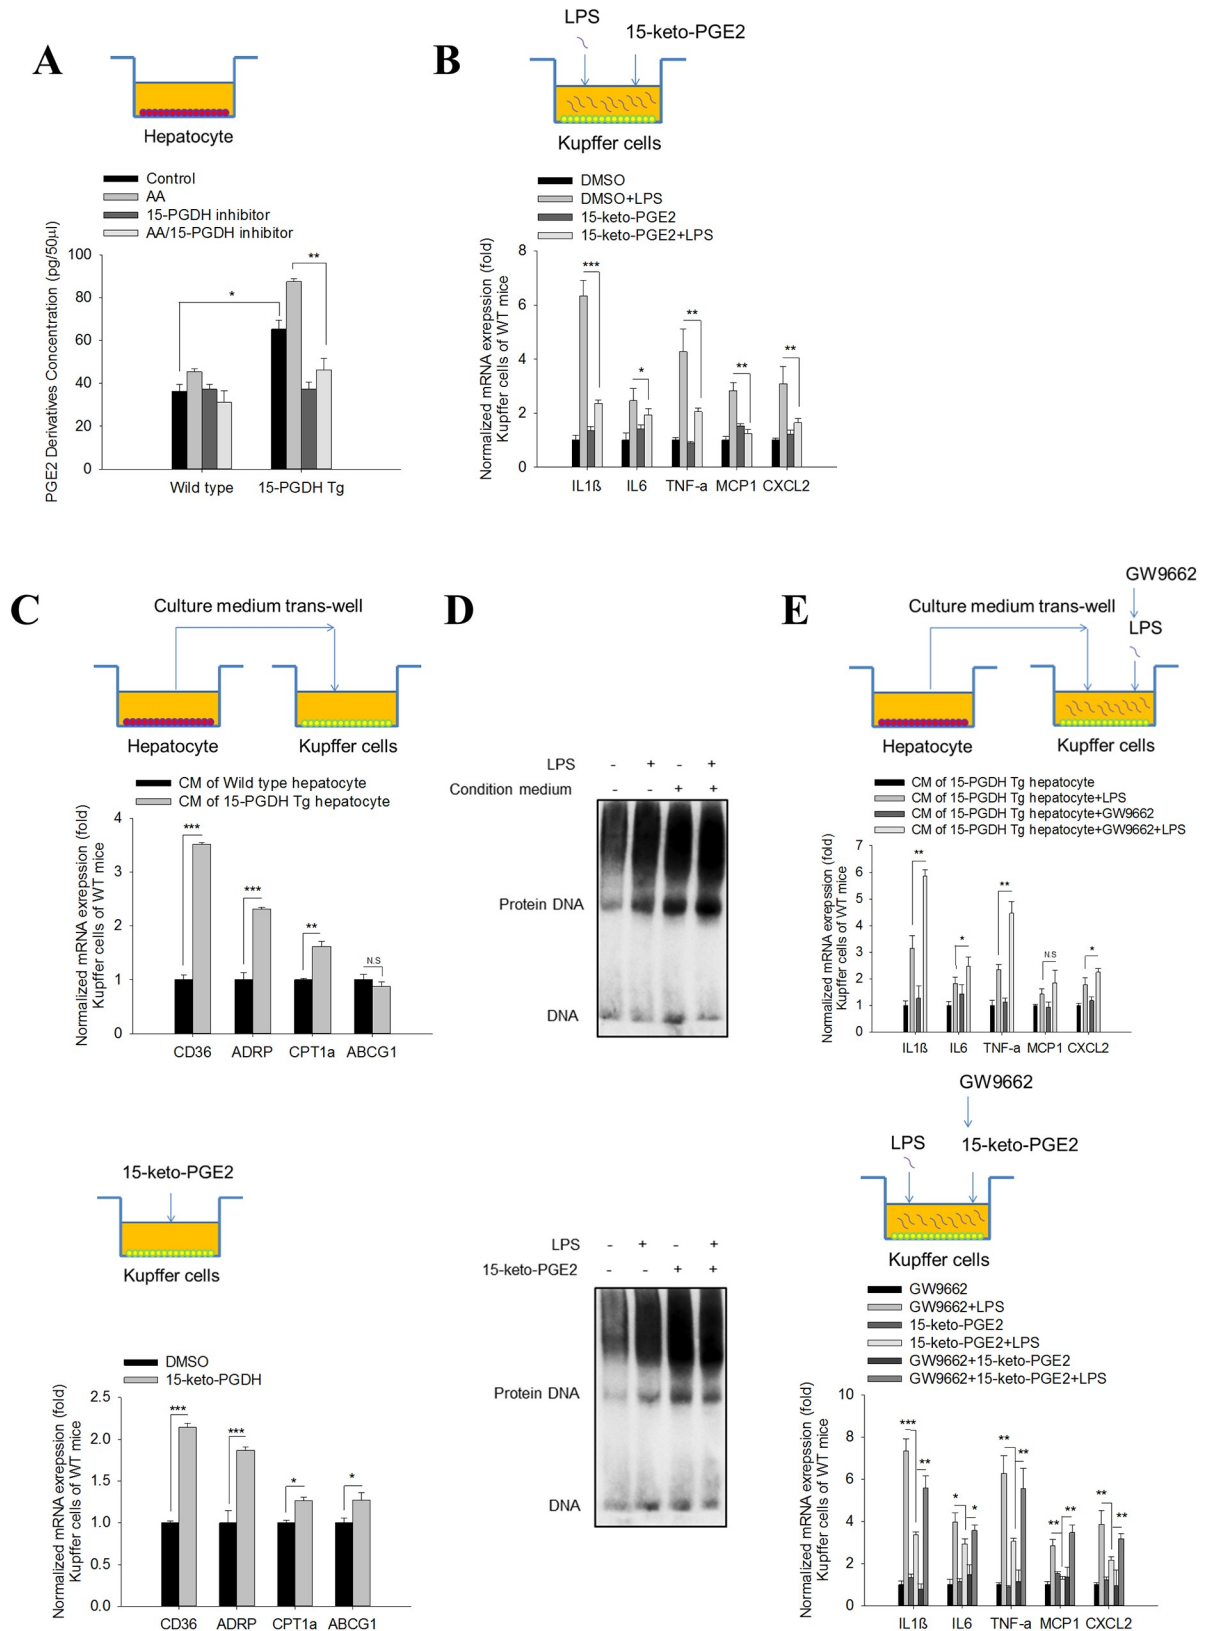 A
Hepatocyte
Control
AA
15-PGDH inhibitor
AA/15-PGDH inhibitor
PGE2 Derivatives Concentration (pg/50µl)
100
80
60
40
20
0
**
*
Wild type
15-PGDH Tg
B
LPS
15-keto-PGE2
Kupffer cells
DMSO
DMSO+LPS
15-keto-PGE2
15-keto-PGE2+LPS
Normalized mRNA exrepssion (fold)
Kupffer cells of WT mice
8
6
4
2
0
***
*
**
**
**
IL1ß
IL6
TNF-a
MCP1
CXCL2
C
Culture medium trans-well
Hepatocyte
Kupffer cells
CM of Wild type hepatocyte
CM of 15-PGDH Tg hepatocyte
Normalized mRNA exrepssion (fold)
Kupffer cells of WT mice
4
3
2
1
0
***
***
**
N.S
CD36
ADRP
CPT1a
ABCG1
15-keto-PGE2
Kupffer cells
DMSO
15-keto-PGDH
Normalized mRNA exrepssion (fold)
Kupffer cells of WT mice
2.5
2.0
1.5
1.0
0.5
0.0
***
***
*
*
CD36
ADRP
CPT1a
ABCG1
D
LPS - + - +
Condition medium - - + +
Protein DNA
DNA
LPS - + - +
15-keto-PGE2 - - + +
Protein DNA
DNA
E
GW9662
Culture medium trans-well
LPS
Hepatocyte
Kupffer cells
CM of 15-PGDH Tg hepatocyte
CM of 15-PGDH Tg hepatocyte+LPS
CM of 15-PGDH Tg hepatocyte+GW9662
CM of 15-PGDH Tg hepatocyte+GW9662+LPS
Normalized mRNA exrepssion (fold)
Kupffer cells of WT mice
7
6
5
4
3
2
1
0
**
*
**
NS
*
IL1ß
IL6
TNF-a
MCP1
CXCL2
GW9662
LPS
15-keto-PGE2
Kupffer cells
GW9662
GW9662+LPS
15-keto-PGE2
15-keto-PGE2+LPS
GW9662+15-keto-PGE2
GW9662+15-keto-PGE2+LPS
Normalized mRNA exrepssion (fold)
Kupffer cells of WT mice
10
8
6
4
2
0
***
**
*
*
**
**
**
**
**
**
IL1ß
IL6
TNF-a
MCP1
CXCL2